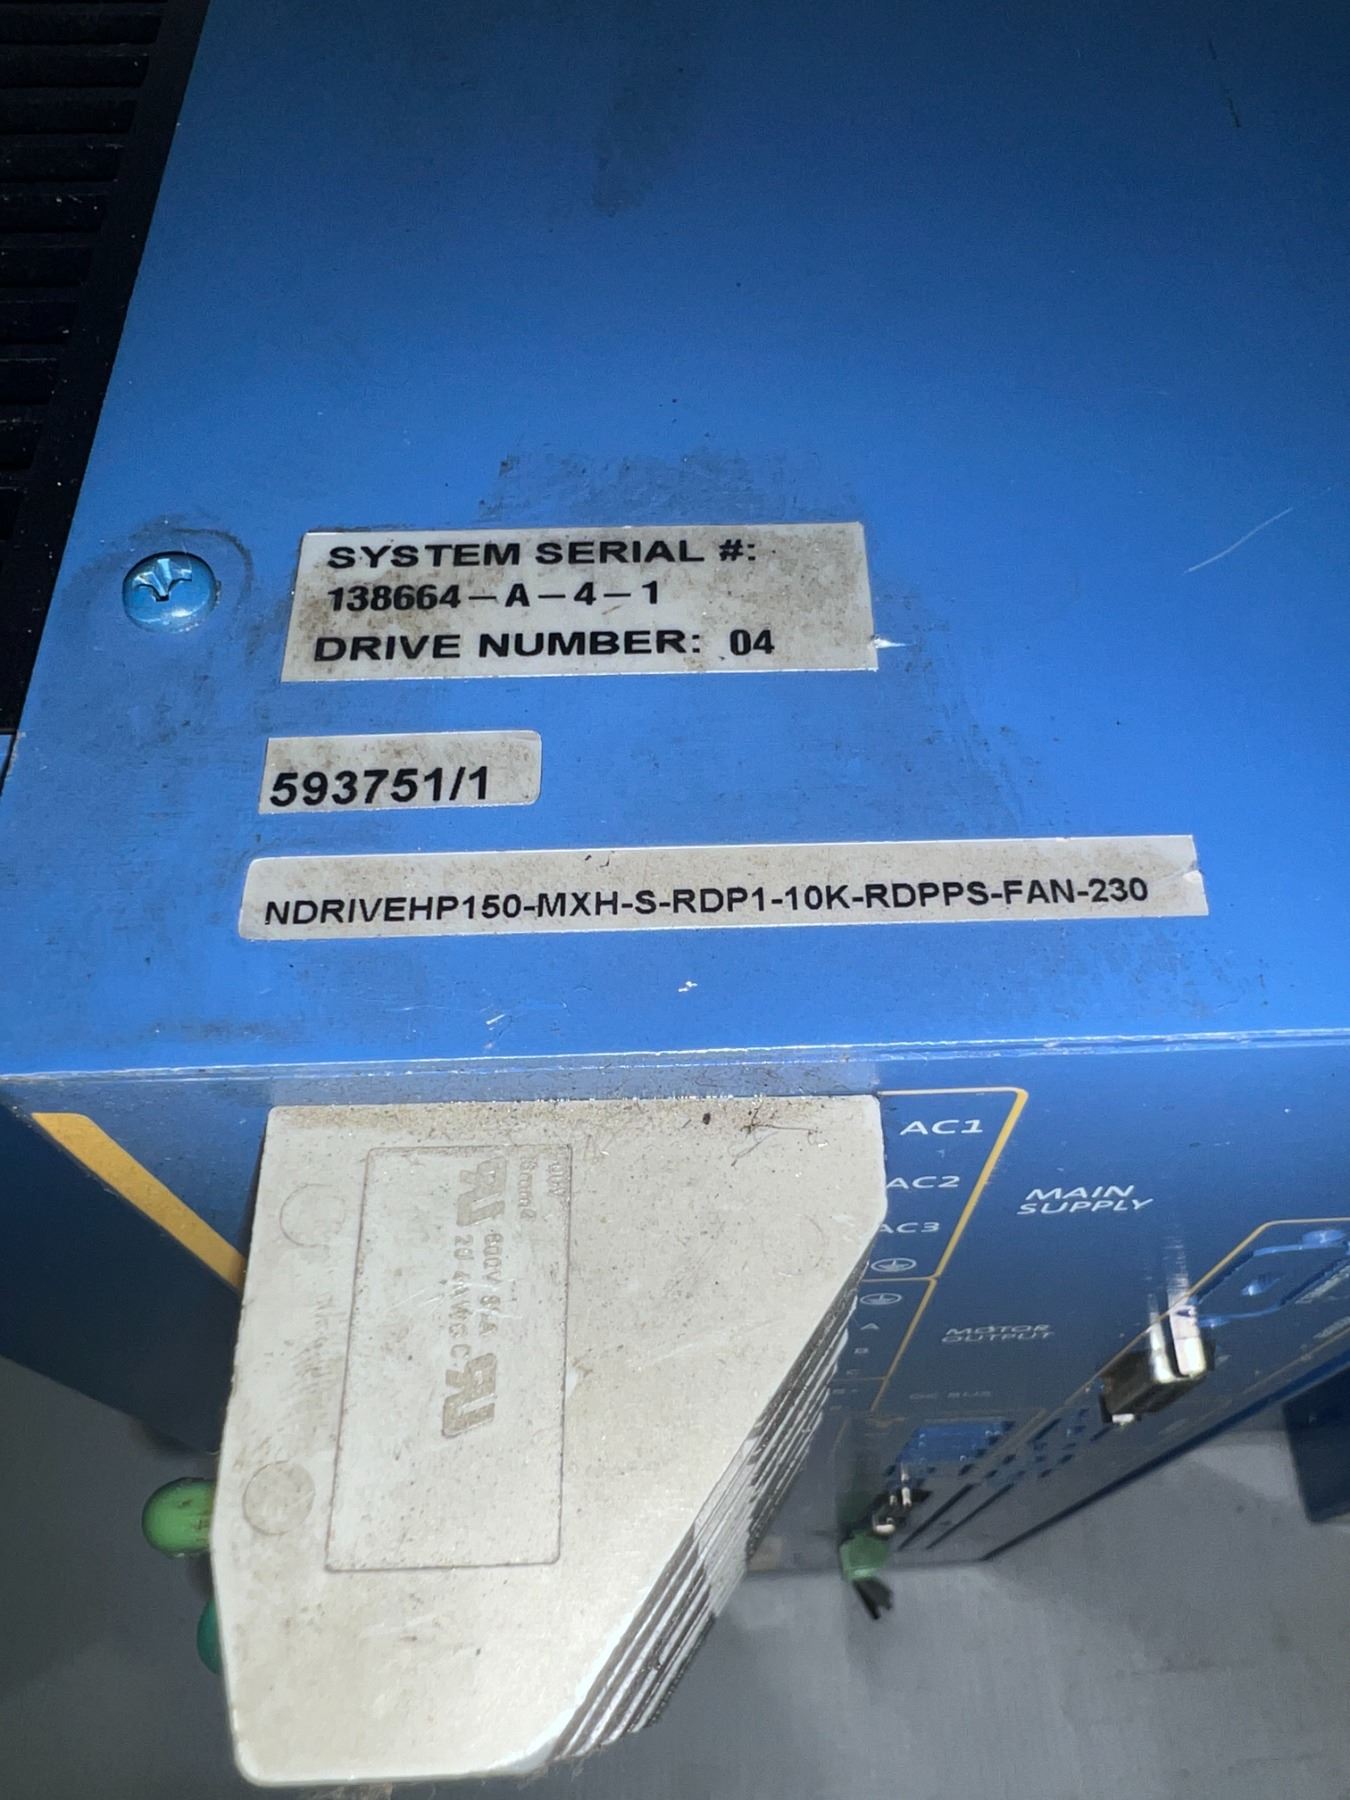 SYSTEM SERIAL #:
138664-A-4-1
DRIVE NUMBER: 04
593751/1
NDRIVEHP150-MXH-S-RDP1-10K-RDPPS-FAN-230
AC1
AC2
AC3
MAIN
SUPPLY
A
B
C
MOTOR
OUTPUT
600V